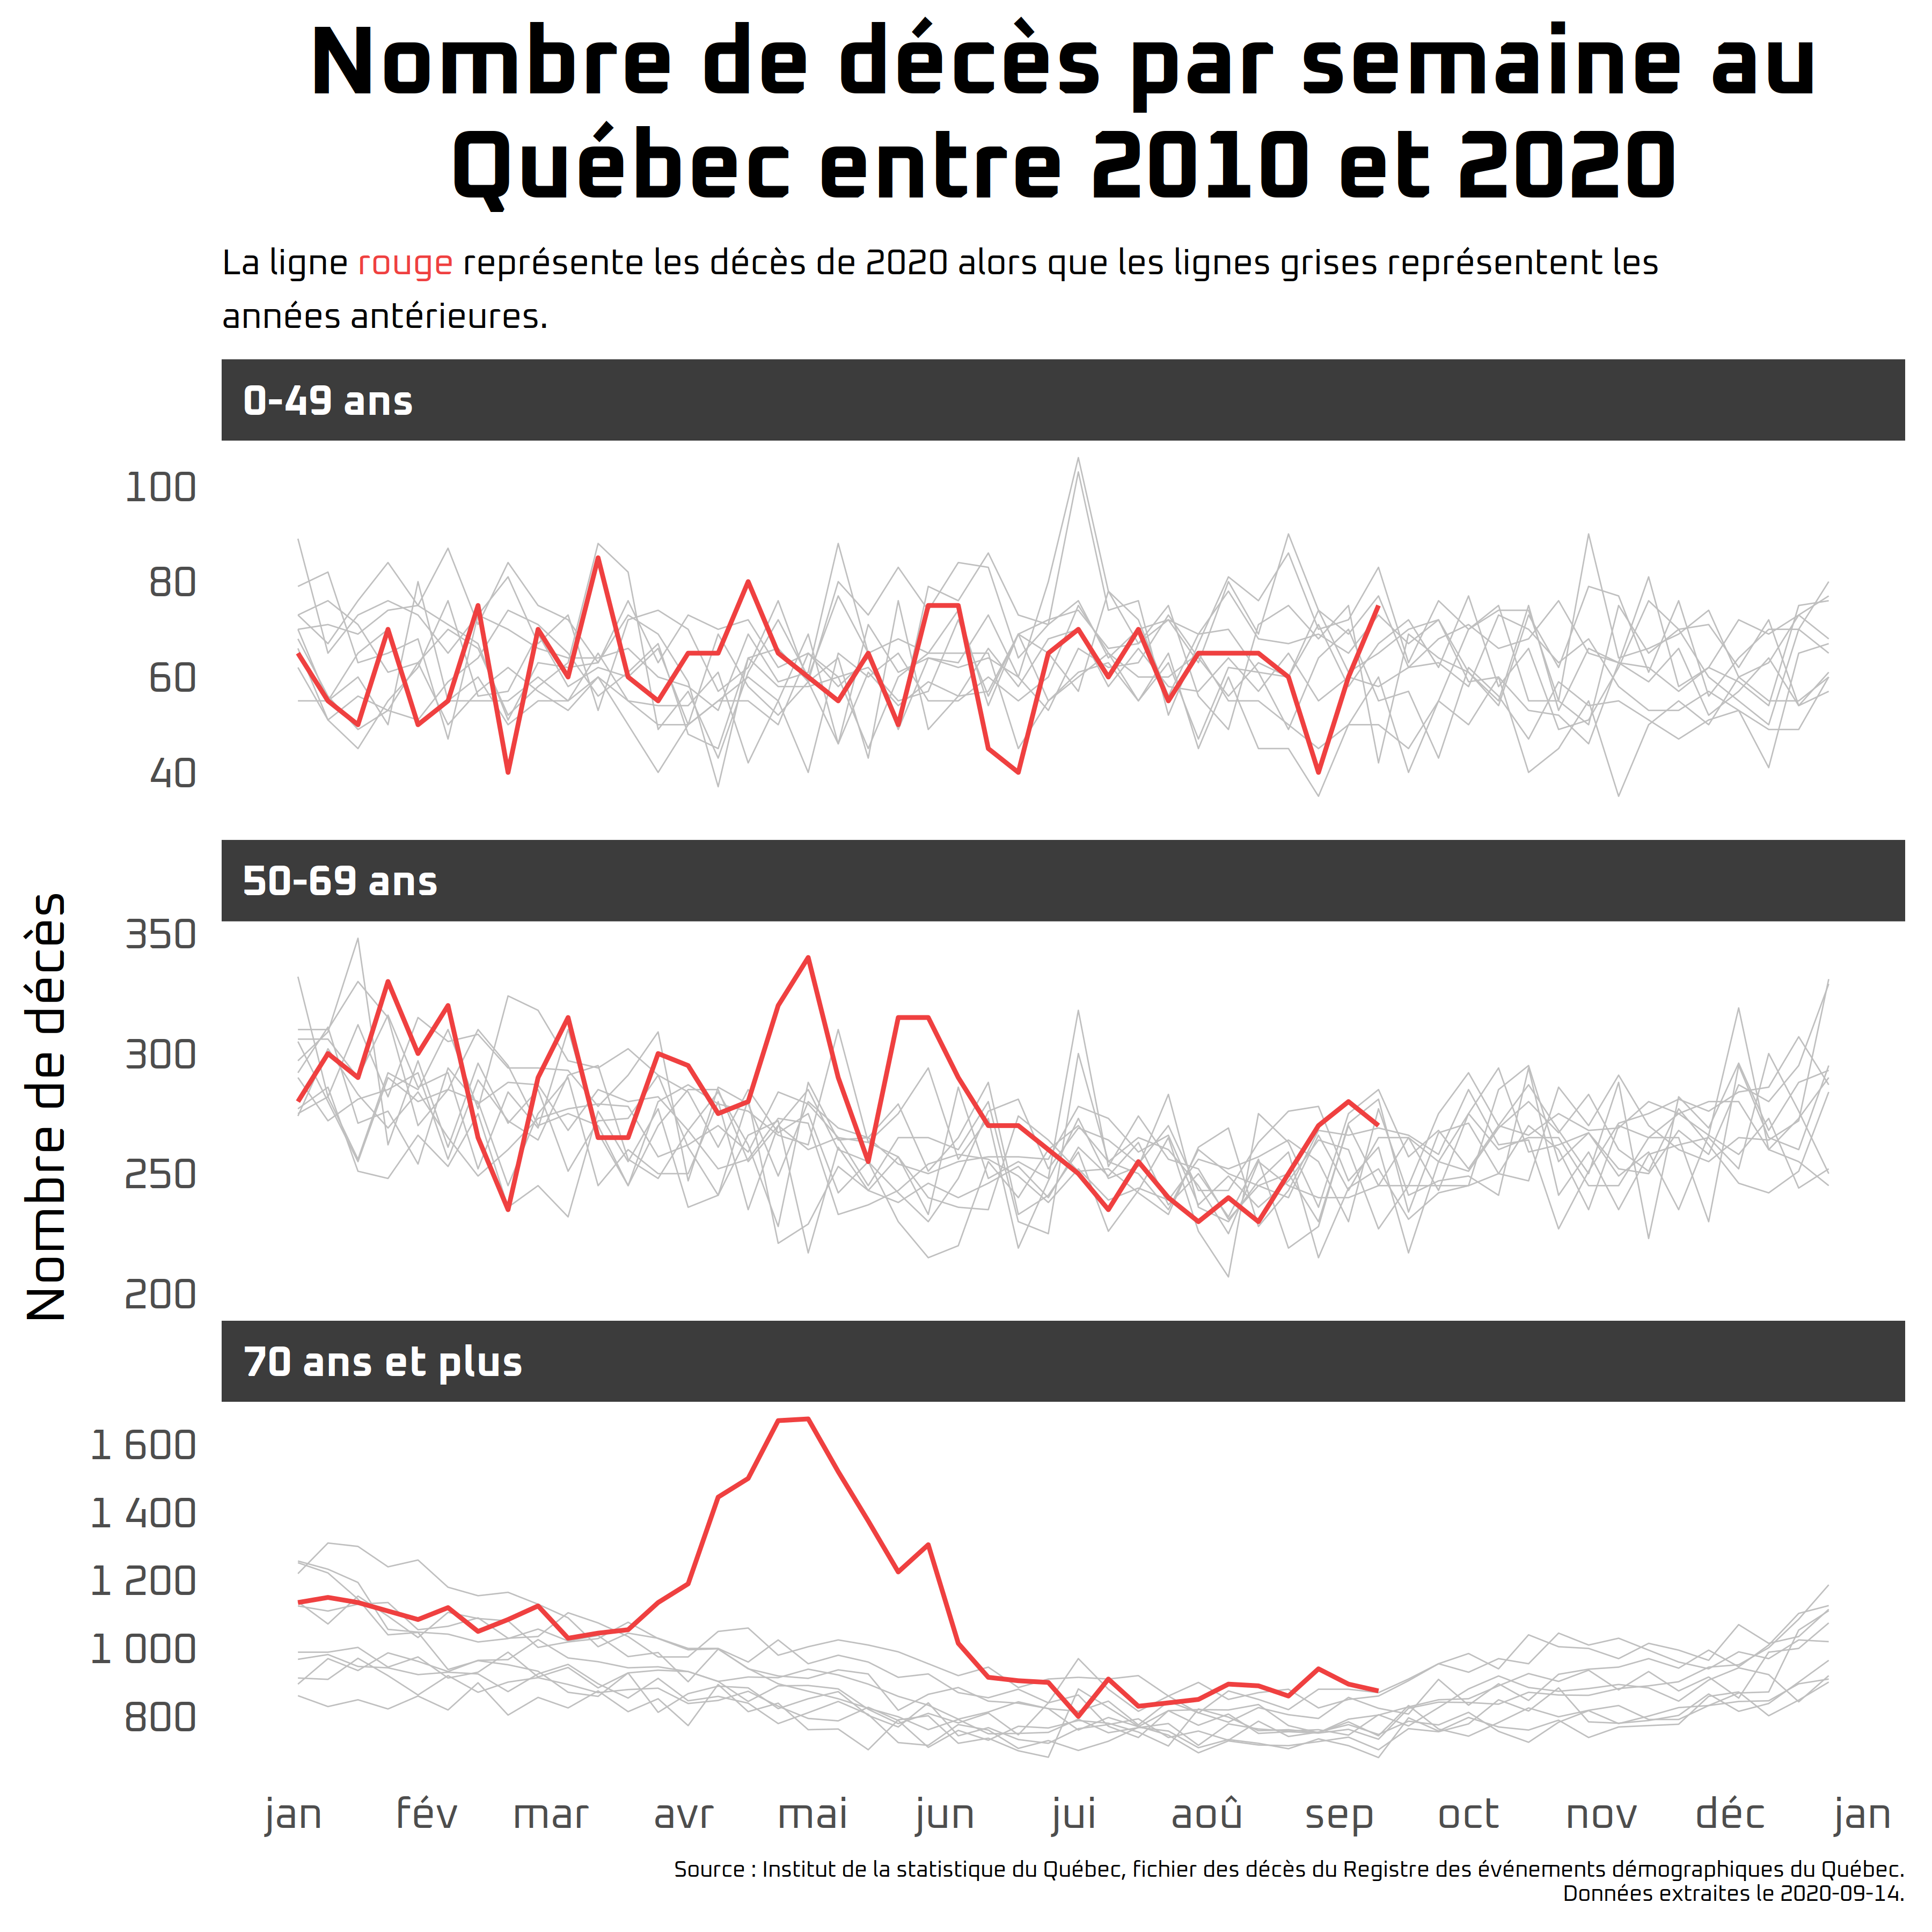 Nombre de décès par semaine au
Québec entre 2010 et 2020
La ligne rouge représente les décès de 2020 alors que les lignes grises représentent les
années antérieures.
Nombre de décès
0-49 ans
100
80
60
40
50-69 ans
350
300
250
200
70 ans et plus
1 600
1 400
1 200
1 000
800
jan fév mar avr mai jun jui aoû sep oct nov déc jan
Source : Institut de la statistique du Québec, fichier des décès du Registre des événements démographiques du Québec.
Données extraites le 2020-09-14.